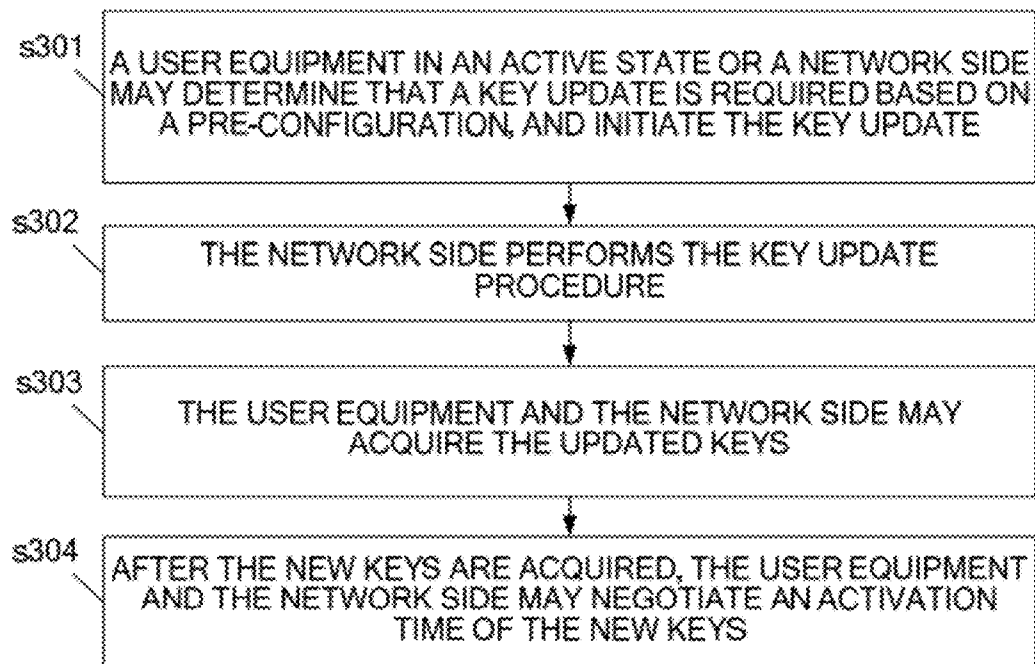 s301
A USER EQUIPMENT IN AN ACTIVE STATE OR A NETWORK SIDE
MAY DETERMINE THAT A KEY UPDATE IS REQUIRED BASED ON
A PRE-CONFIGURATION, AND INITIATE THE KEY UPDATE
s302
THE NETWORK SIDE PERFORMS THE KEY UPDATE
PROCEDURE
s303
THE USER EQUIPMENT AND THE NETWORK SIDE MAY
ACQUIRE THE UPDATED KEYS
s304
AFTER THE NEW KEYS ARE ACQUIRED, THE USER EQUIPMENT
AND THE NETWORK SIDE MAY NEGOTIATE AN ACTIVATION
TIME OF THE NEW KEYS